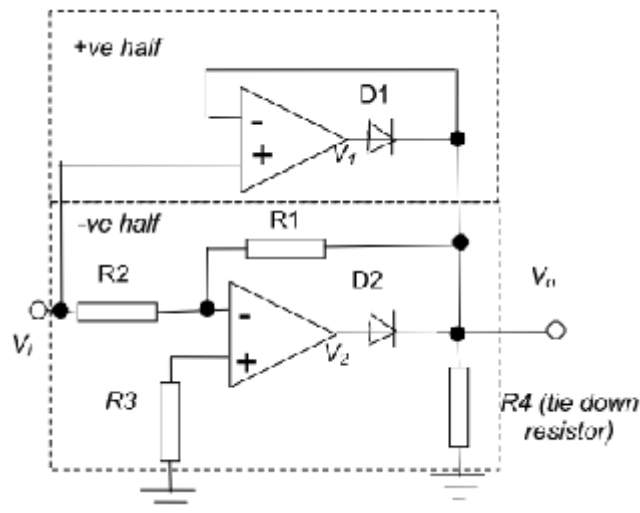 +ve half
D1
-
+
V1
-ve half
R1
R2
D2
Vo
-
Vi
+
V2
R3
R4 (tie down
resistor)